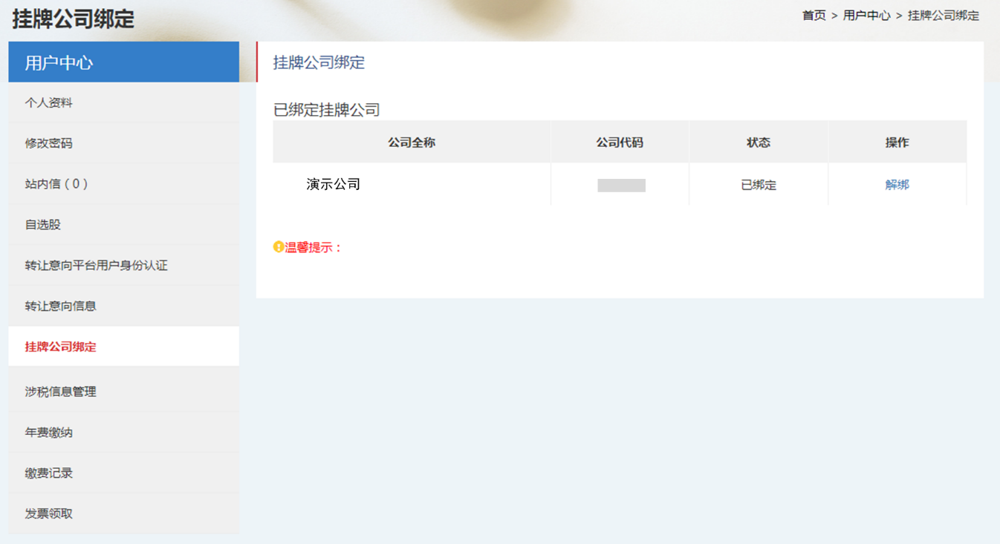 挂牌公司绑定
首页 > 用户中心 > 挂牌公司绑定
用户中心
个人资料
修改密码
站内信（0）
自选股
转让意向平台用户身份认证
转让意向信息
挂牌公司绑定
涉税信息管理
年费缴纳
缴费记录
发票领取
挂牌公司绑定
已绑定挂牌公司
公司全称 公司代码 状态 操作
演示公司 已绑定 解绑
温馨提示：